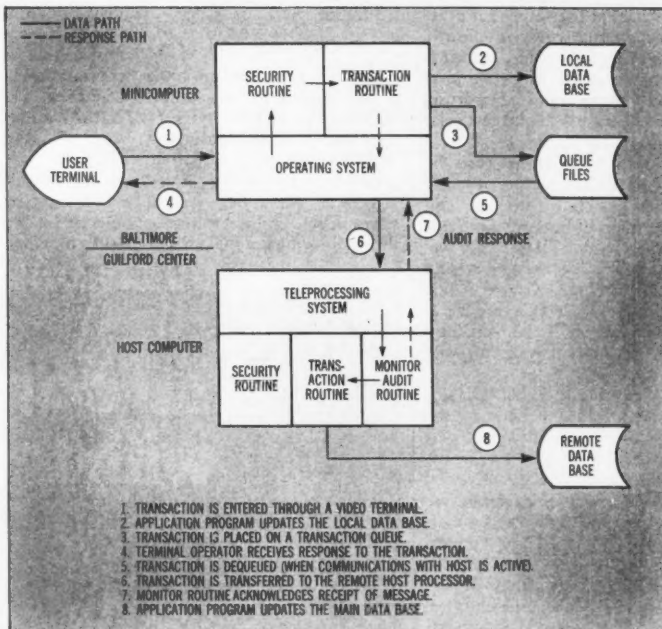 DATA PATH
RESPONSE PATH
MINICOMPUTER
SECURITY
ROUTINE
TRANSACTION
ROUTINE
2
LOCAL
DATA
BASE
1
3
USER
TERMINAL
OPERATING SYSTEM
QUEUE
FILES
4
5
BALTIMORE
GUILFORD CENTER
6
7
AUDIT RESPONSE
TELEPROCESSING
SYSTEM
HOST COMPUTER
SECURITY
ROUTINE
TRANS-
ACTION
ROUTINE
MONITOR
AUDIT
ROUTINE
8
REMOTE
DATA
BASE
1. TRANSACTION IS ENTERED THROUGH A VIDEO TERMINAL.
2. APPLICATION PROGRAM UPDATES THE LOCAL DATA BASE.
3. TRANSACTION IS PLACED ON A TRANSACTION QUEUE.
4. TERMINAL OPERATOR RECEIVES RESPONSE TO THE TRANSACTION.
5. TRANSACTION IS DEQUEUED (WHEN COMMUNICATIONS WITH HOST IS ACTIVE).
6. TRANSACTION IS TRANSFERRED TO THE REMOTE HOST PROCESSOR.
7. MONITOR ROUTINE ACKNOWLEDGES RECEIPT OF MESSAGE.
8. APPLICATION PROGRAM UPDATES THE MAIN DATA BASE.